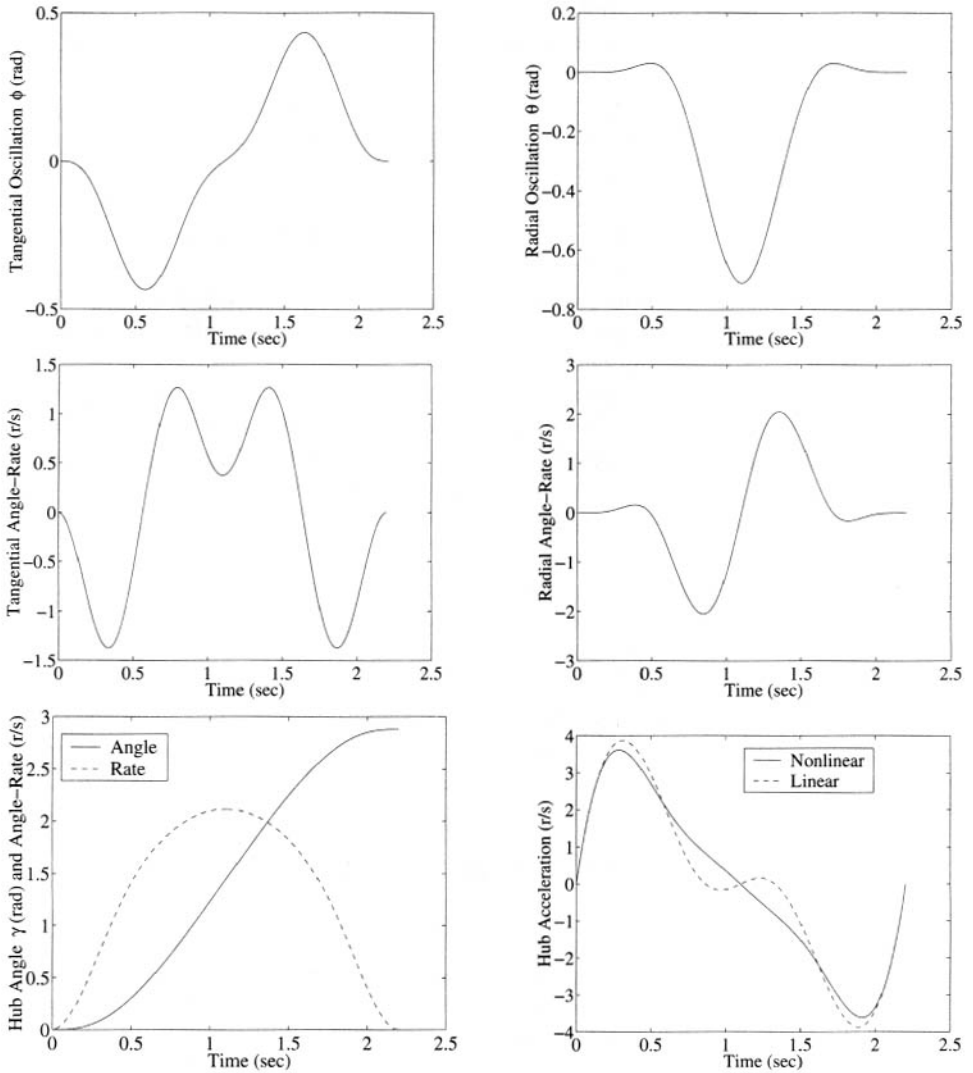 0.5
0
−0.5
Tangential Oscillation ϕ (rad)
0 0.5 1 1.5 2 2.5
Time (sec)
0.2
0
−0.2
−0.4
−0.6
−0.8
Radial Oscillation θ (rad)
0 0.5 1 1.5 2 2.5
Time (sec)
1.5
1
0.5
0
−0.5
−1
−1.5
Tangential Angle−Rate (r/s)
0 0.5 1 1.5 2 2.5
Time (sec)
3
2
1
0
−1
−2
−3
Radial Angle−Rate (r/s)
0 0.5 1 1.5 2 2.5
Time (sec)
3
2.5
2
1.5
1
0.5
0
Hub Angle γ (rad) and Angle−Rate (r/s)
Angle
Rate
0 0.5 1 1.5 2 2.5
Time (sec)
4
3
2
1
0
−1
−2
−3
−4
Hub Acceleration (r/s)
Nonlinear
Linear
0 0.5 1 1.5 2 2.5
Time (sec)